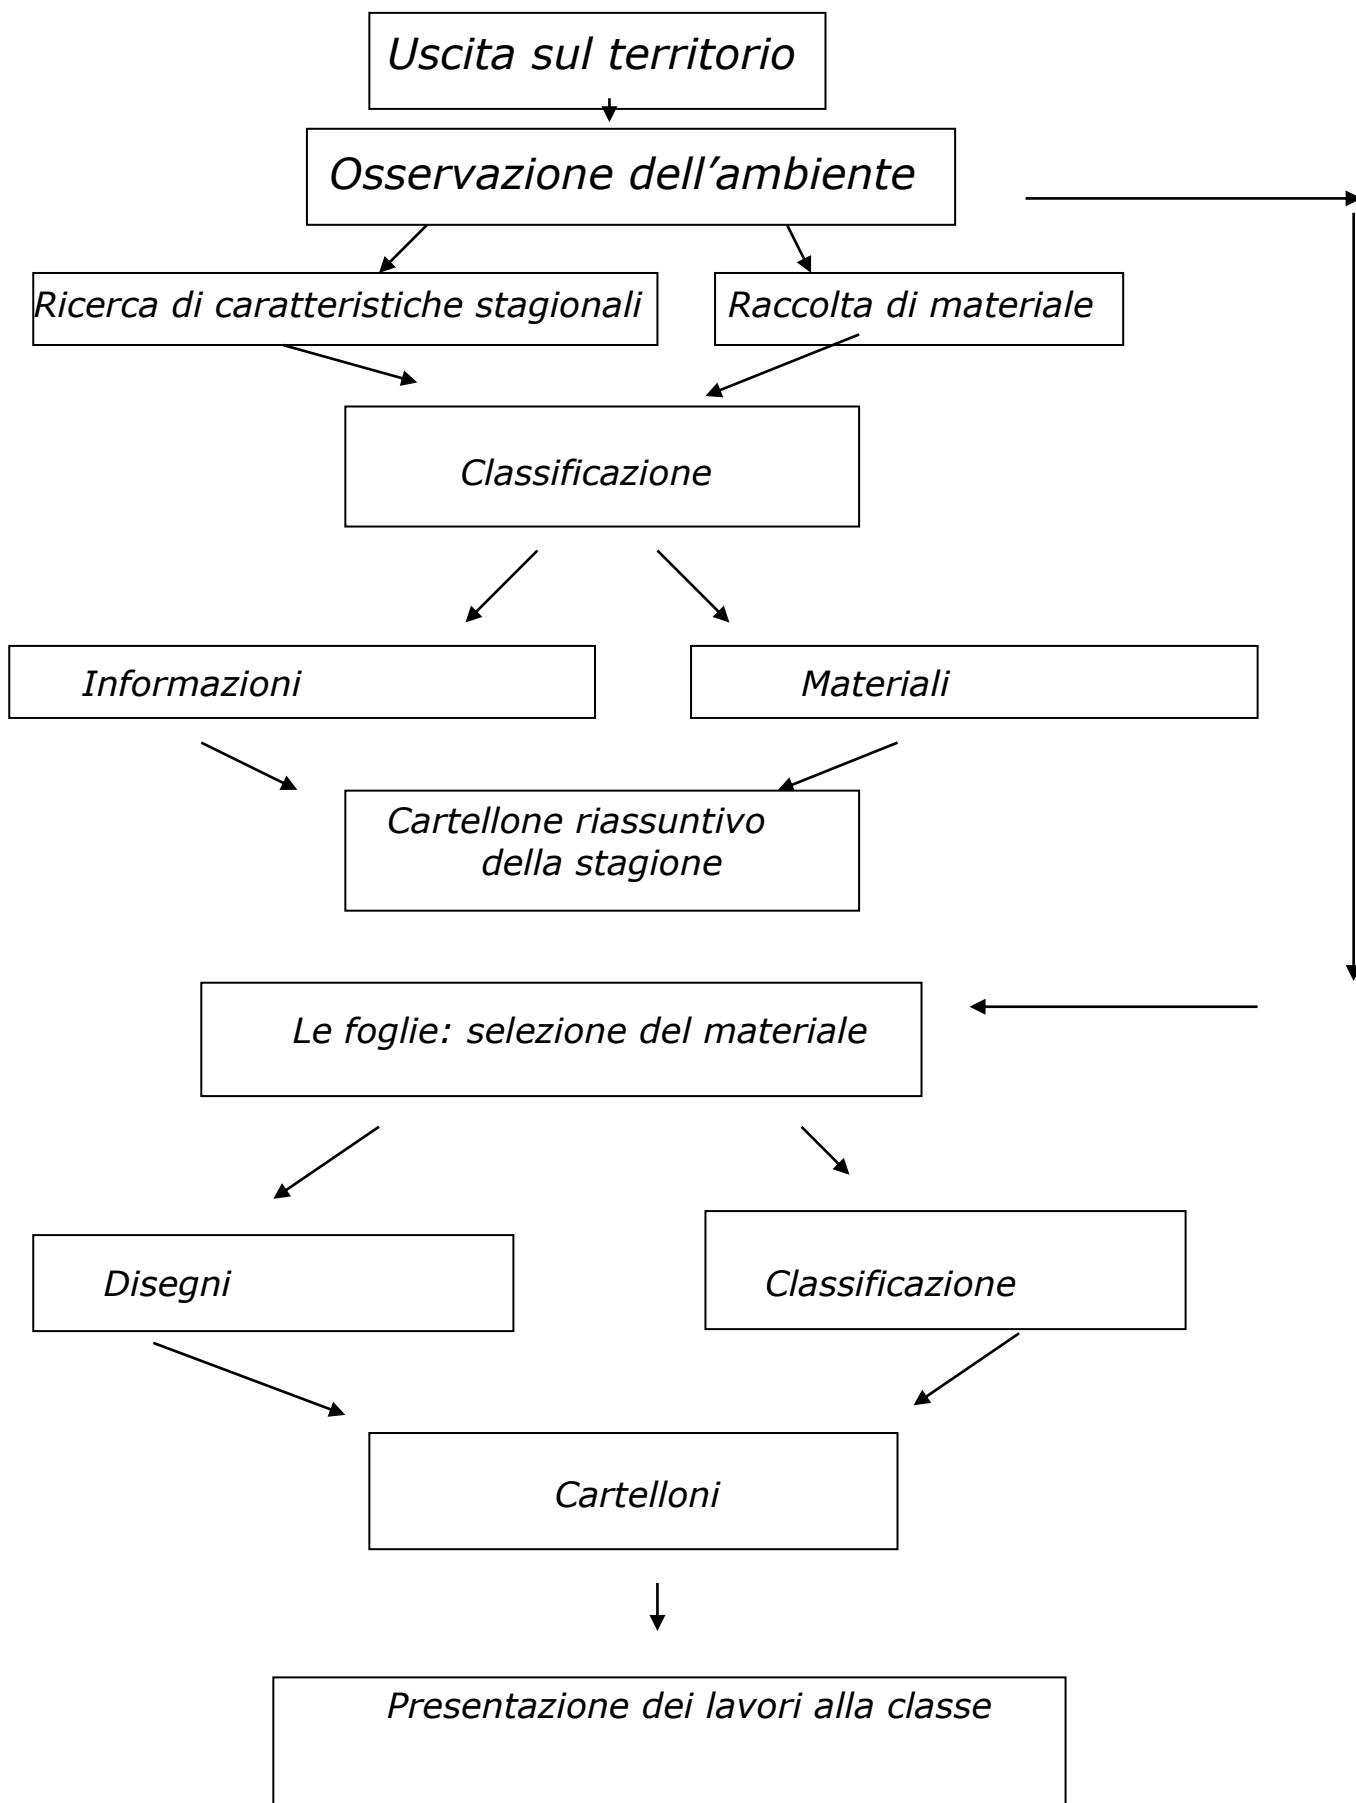 Uscita sul territorio
Osservazione dell’ambiente
Ricerca di caratteristiche stagionali
Raccolta di materiale
Classificazione
Informazioni
Materiali
Cartellone riassuntivo
della stagione
Le foglie: selezione del materiale
Disegni
Classificazione
Cartelloni
Presentazione dei lavori alla classe